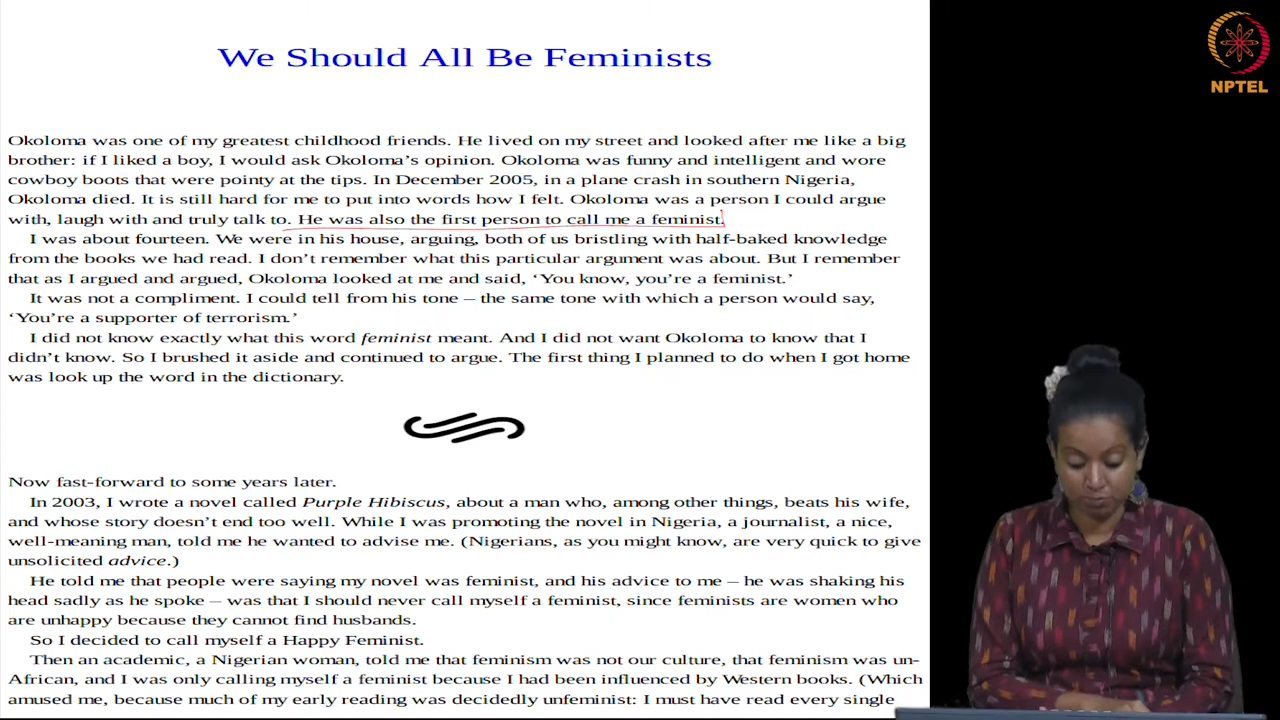 We Should All Be Feminists
NPTEL
Okoloma was one of my greatest childhood friends. He lived on my street and looked after me like a big
brother: if I liked a boy, I would ask Okoloma’s opinion. Okoloma was funny and intelligent and wore
cowboy boots that were pointy at the tips. In December 2005, in a plane crash in southern Nigeria,
Okoloma died. It is still hard for me to put into words how I felt. Okoloma was a person I could argue
with, laugh with and truly talk to. He was also the first person to call me a feminist.
I was about fourteen. We were in his house, arguing, both of us bristling with half-baked knowledge
from the books we had read. I don’t remember what this particular argument was about. But I remember
that as I argued and argued, Okoloma looked at me and said, ‘You know, you’re a feminist.’
It was not a compliment. I could tell from his tone – the same tone with which a person would say,
‘You’re a supporter of terrorism.’
I did not know exactly what this word feminist meant. And I did not want Okoloma to know that I
didn’t know. So I brushed it aside and continued to argue. The first thing I planned to do when I got home
was look up the word in the dictionary.
Now fast-forward to some years later.
In 2003, I wrote a novel called Purple Hibiscus, about a man who, among other things, beats his wife,
and whose story doesn’t end too well. While I was promoting the novel in Nigeria, a journalist, a nice,
well-meaning man, told me he wanted to advise me. (Nigerians, as you might know, are very quick to give
unsolicited advice.)
He told me that people were saying my novel was feminist, and his advice to me – he was shaking his
head sadly as he spoke – was that I should never call myself a feminist, since feminists are women who
are unhappy because they cannot find husbands.
So I decided to call myself a Happy Feminist.
Then an academic, a Nigerian woman, told me that feminism was not our culture, that feminism was un-
African, and I was only calling myself a feminist because I had been influenced by Western books. (Which
amused me, because much of my early reading was decidedly unfeminist: I must have read every single